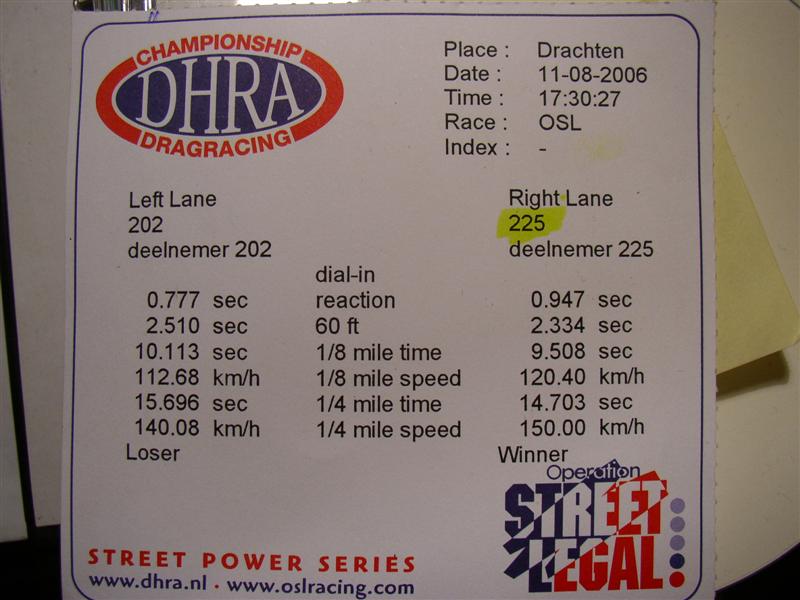 CHAMPIONSHIP
DHRA
DRAGRACING
Place : Drachten
Date : 11-08-2006
Time : 17:30:27
Race : OSL
Index : -
Left Lane Right Lane
202 225
deelnemer 202 deelnemer 225
dial-in
0.777 sec reaction 0.947 sec
2.510 sec 60 ft 2.334 sec
10.113 sec 1/8 mile time 9.508 sec
112.68 km/h 1/8 mile speed 120.40 km/h
15.696 sec 1/4 mile time 14.703 sec
140.08 km/h 1/4 mile speed 150.00 km/h
Loser Winner
Operation
STREET
LEGAL
STREET POWER SERIES
www.dhra.nl · www.oslracing.com